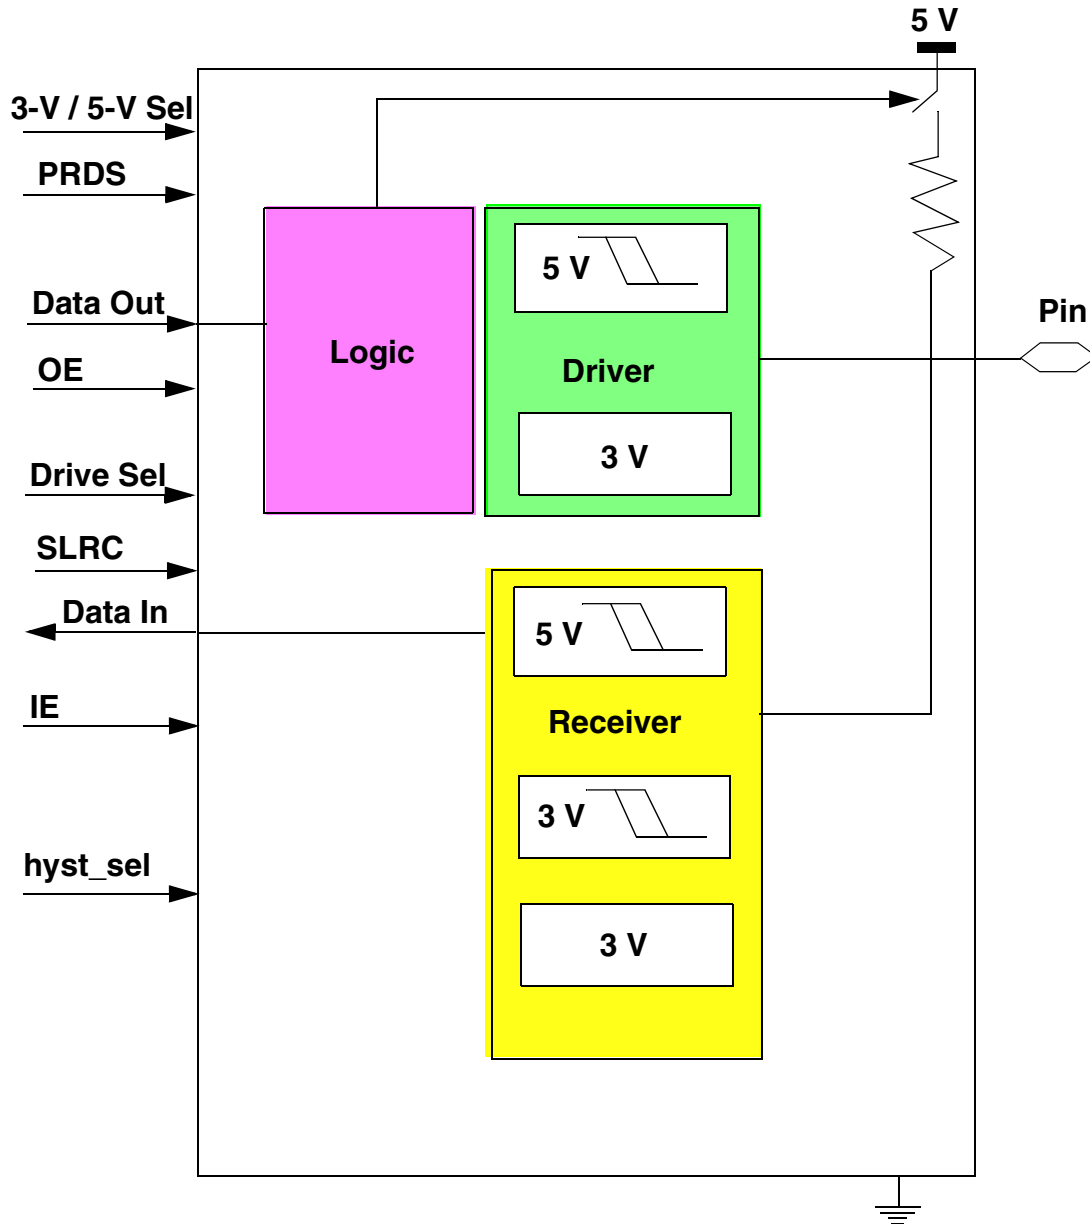 5 V
3-V / 5-V Sel
PRDS
Data Out
OE
Drive Sel
SLRC
Data In
IE
hyst_sel
Logic
5 V
Driver
3 V
5 V
Receiver
3 V
3 V
Pin